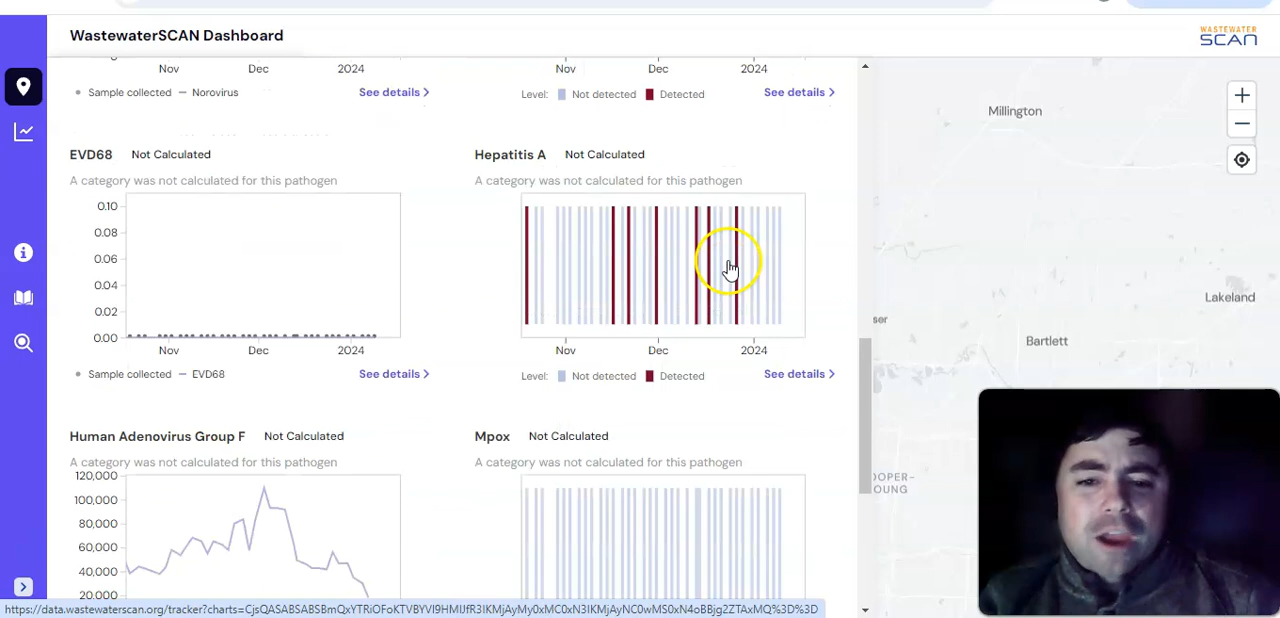 WastewaterSCAN Dashboard
WASTEWATER
SCAN
Nov Dec 2024
Nov Dec 2024
Sample collected Norovirus See details >
Level: Not detected Detected See details >
EVD68 Not Calculated
A category was not calculated for this pathogen
0.10
0.08
0.06
0.04
0.02
0.00
Nov Dec 2024
Sample collected EVD68 See details >
Hepatitis A Not Calculated
A category was not calculated for this pathogen
Nov Dec 2024
Level: Not detected Detected See details >
Human Adenovirus Group F Not Calculated
A category was not calculated for this pathogen
120,000
100,000
80,000
60,000
40,000
20,000
Mpox Not Calculated
A category was not calculated for this pathogen
Millington
Lakeland
Bartlett
ser
OOPER-
OUNG